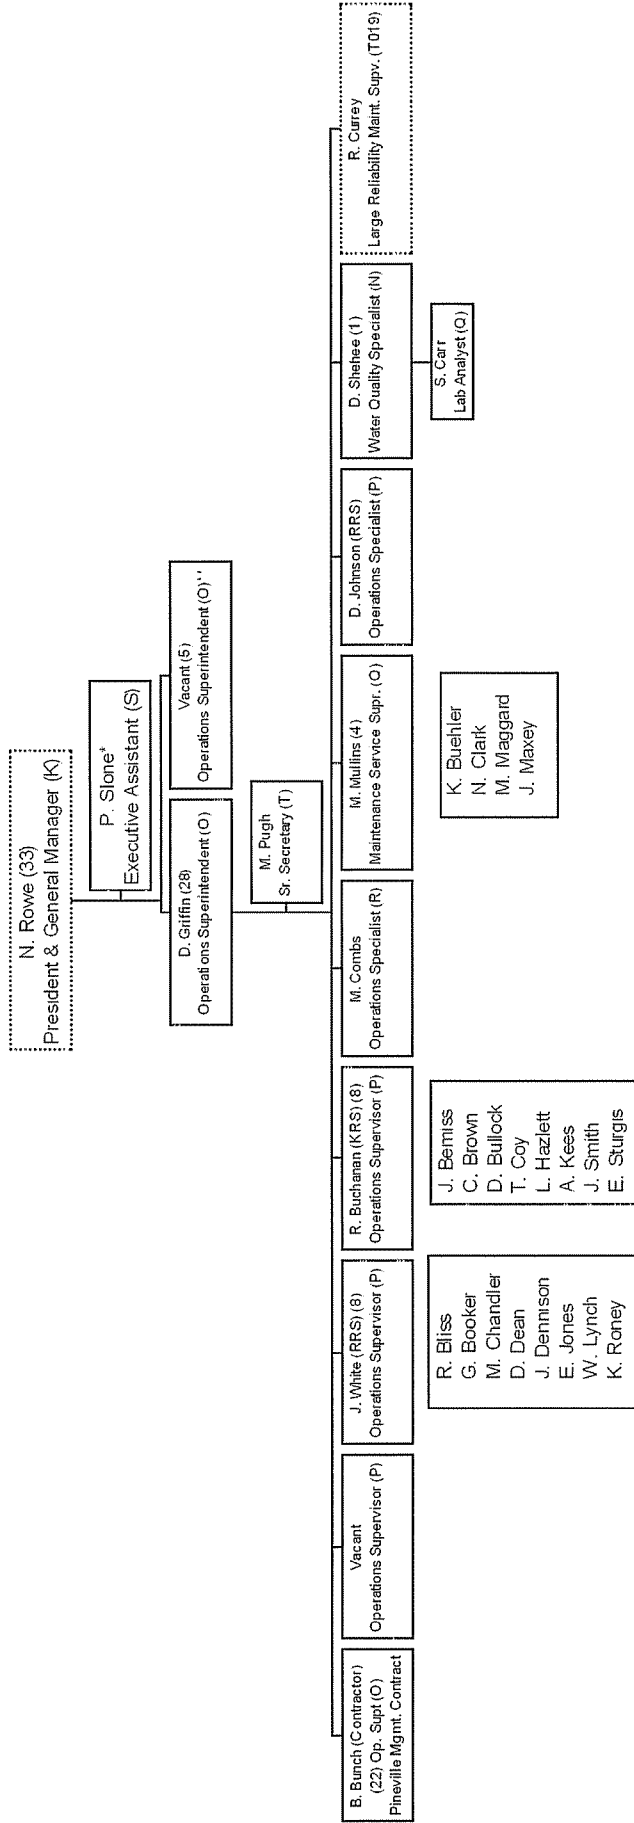 N. Rowe (33)
President & General Manager (K)
P. Slone*
Executive Assistant (S)
D. Griffin (28)
Operations Superintendent (O)
Vacant (5)
Operations Superintendent (O)**
M. Pugh
Sr. Secretary (T)
B. Bunch (Contractor)
(22) Op. Supt (O)
Pineville Mgmt. Contract
Vacant
Operations Supervisor (P)
J. White (RRS) (8)
Operations Supervisor (P)
R. Buchanan (KRS) (8)
Operations Supervisor (P)
M. Combs
Operations Specialist (R)
M. Mullins (4)
Maintenance Service Supr. (O)
D. Johnson (RRS)
Operations Specialist (P)
D. Shehee (1)
Water Quality Specialist (N)
R. Currey
Large Reliability Maint. Supv. (T019)
R. Bliss
G. Booker
M. Chandler
D. Dean
J. Dennison
E. Jones
W. Lynch
K. Roney
J. Bemiss
C. Brown
D. Bullock
T. Coy
L. Hazlett
A. Kees
J. Smith
E. Sturgis
K. Buehler
N. Clark
M. Maggard
J. Maxey
S. Carr
Lab Analyst (Q)